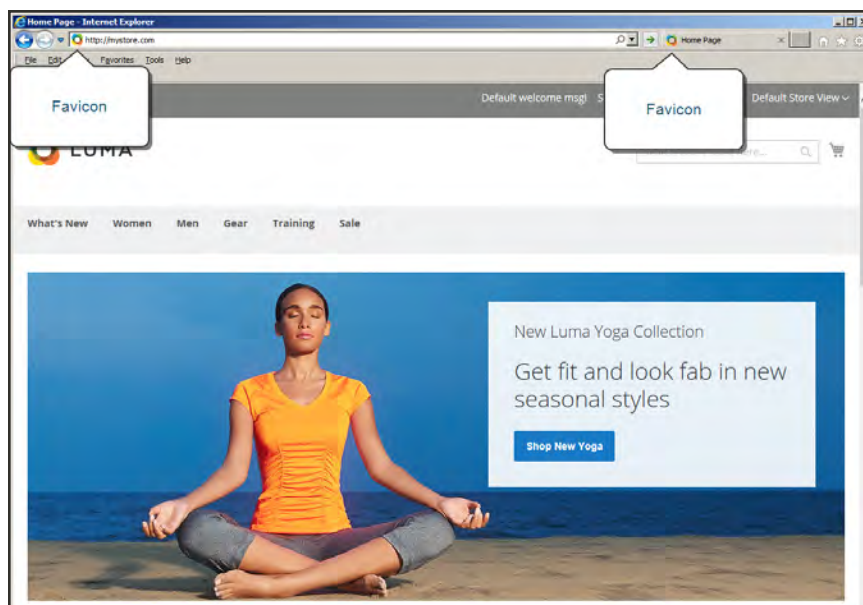 Home Page - Internet Explorer
http://mystore.com
Home Page
File Edit Favorites Tools Help
Favicon
Favicon
Default welcome msg! S
Default Store View
LUMA
What's New Women Men Gear Training Sale
New Luma Yoga Collection
Get fit and look fab in new
seasonal styles
Shop New Yoga